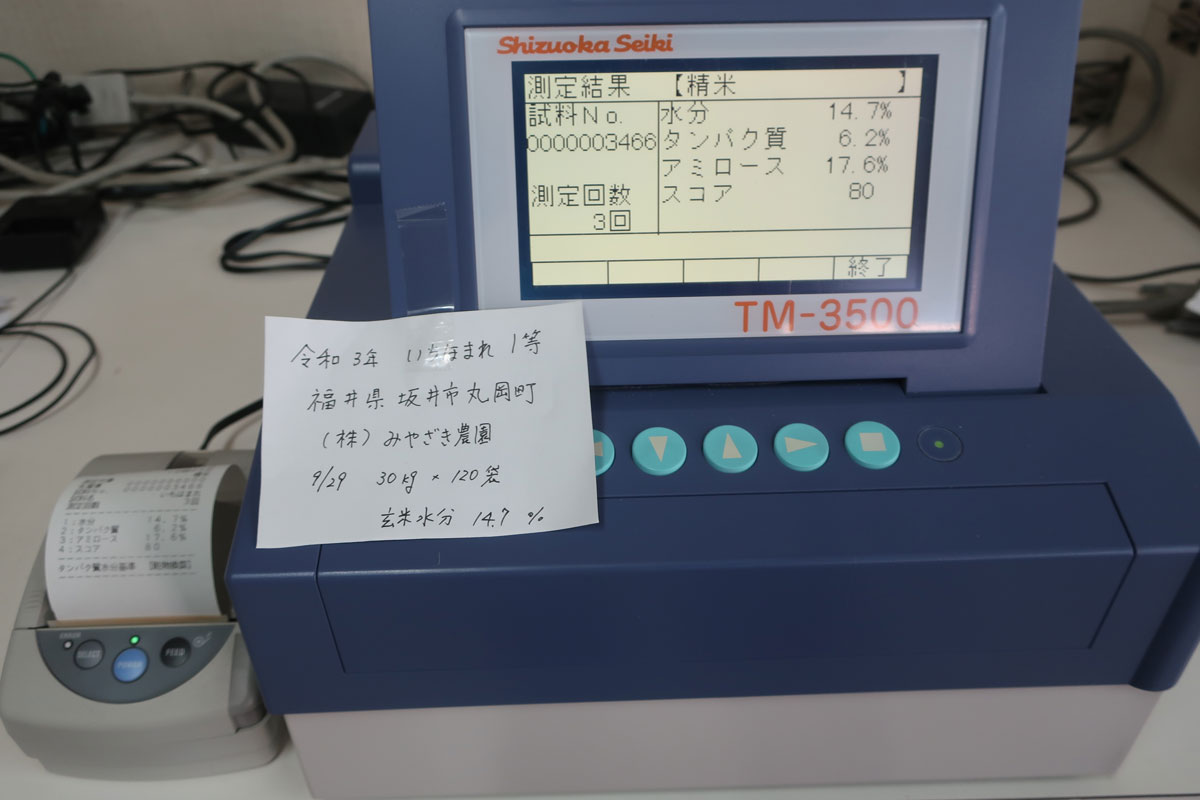 Shizuoka Seiki
測定結果 【精米 】
試料No. 水分 14.7%
0000003466 タンパク質 6.2%
アミロース 17.6%
測定回数 スコア 80
3回
終了
TM-3500
令和3年 いちほまれ 1等
福井県 坂井市丸岡町
(株) みやざき農園
9/29 30kg × 120袋
玄米水分 14.7 %
1:水分 14.7%
2:タンパク質 6.2%
3:アミロース 17.6%
4:スコア 80
ERROR
SELECT
POWER
FEED